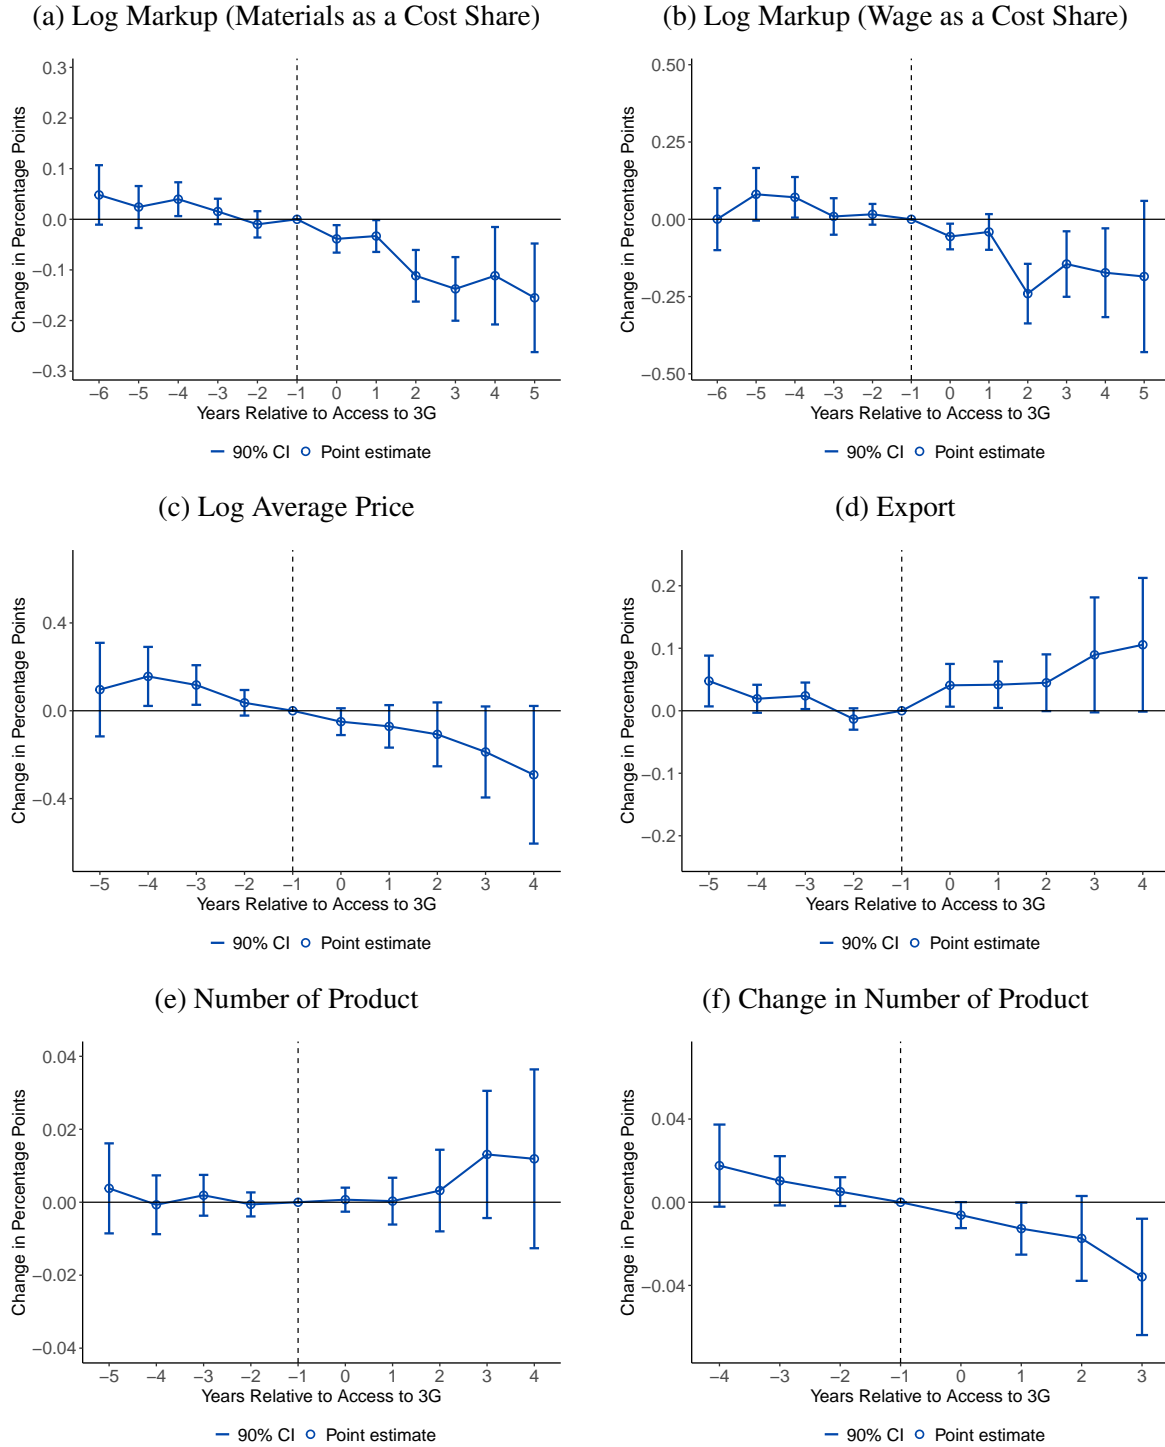 (a) Log Markup (Materials as a Cost Share)
Change in Percentage Points
0.3
0.2
0.1
0.0
−0.1
−0.2
−0.3
−6 −5 −4 −3 −2 −1 0 1 2 3 4 5
Years Relative to Access to 3G
90% CI Point estimate
(b) Log Markup (Wage as a Cost Share)
Change in Percentage Points
0.50
0.25
0.00
−0.25
−0.50
−6 −5 −4 −3 −2 −1 0 1 2 3 4 5
Years Relative to Access to 3G
90% CI Point estimate
(c) Log Average Price
Change in Percentage Points
0.4
0.0
−0.4
−5 −4 −3 −2 −1 0 1 2 3 4
Years Relative to Access to 3G
90% CI Point estimate
(d) Export
Change in Percentage Points
0.2
0.1
0.0
−0.1
−0.2
−5 −4 −3 −2 −1 0 1 2 3 4
Years Relative to Access to 3G
90% CI Point estimate
(e) Number of Product
Change in Percentage Points
0.04
0.02
0.00
−0.02
−0.04
−5 −4 −3 −2 −1 0 1 2 3 4
Years Relative to Access to 3G
90% CI Point estimate
(f) Change in Number of Product
Change in Percentage Points
0.04
0.00
−0.04
−4 −3 −2 −1 0 1 2 3
Years Relative to Access to 3G
90% CI Point estimate